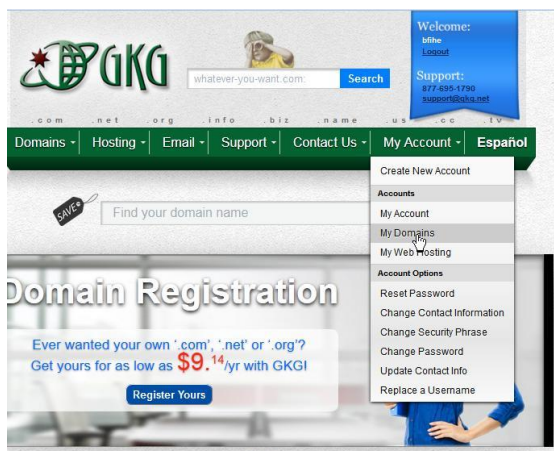 GKG
whatever-you-want.com:
Search
Welcome:
bfihe
Logout
Support:
877-695-1790
support@gkg.net
.com .net .org .info .biz .name .us .cc .tv
Domains Hosting Email Support Contact Us My Account Español
Create New Account
Accounts
My Account
My Domains
My Web Hosting
Account Options
Reset Password
Change Contact Information
Change Security Phrase
Change Password
Update Contact Info
Replace a Username
SAVE
Find your domain name
Domain Registration
Ever wanted your own '.com', '.net' or '.org'?
Get yours for as low as $9.14/yr with GKG!
Register Yours